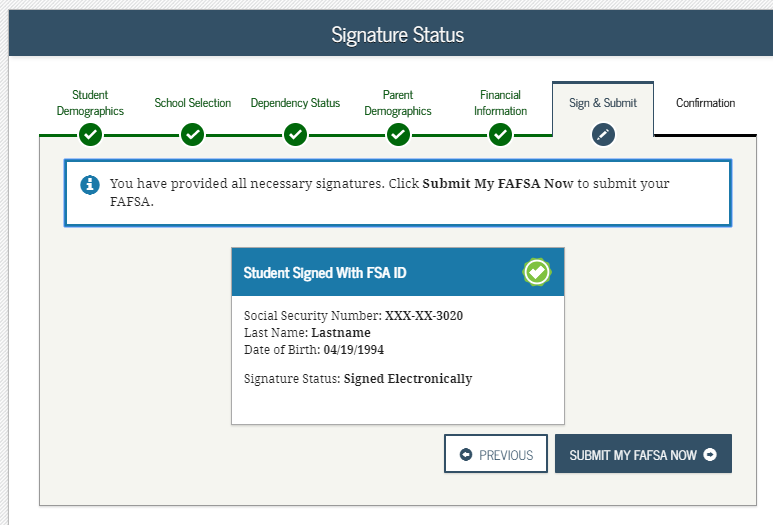 Signature Status
Student
Demographics
School Selection
Dependency Status
Parent
Demographics
Financial
Information
Sign & Submit
Confirmation
You have provided all necessary signatures. Click Submit My FAFSA Now to submit your
FAFSA.
Student Signed With FSA ID
Social Security Number: XXX-XX-3020
Last Name: Lastname
Date of Birth: 04/19/1994
Signature Status: Signed Electronically
PREVIOUS
SUBMIT MY FAFSA NOW